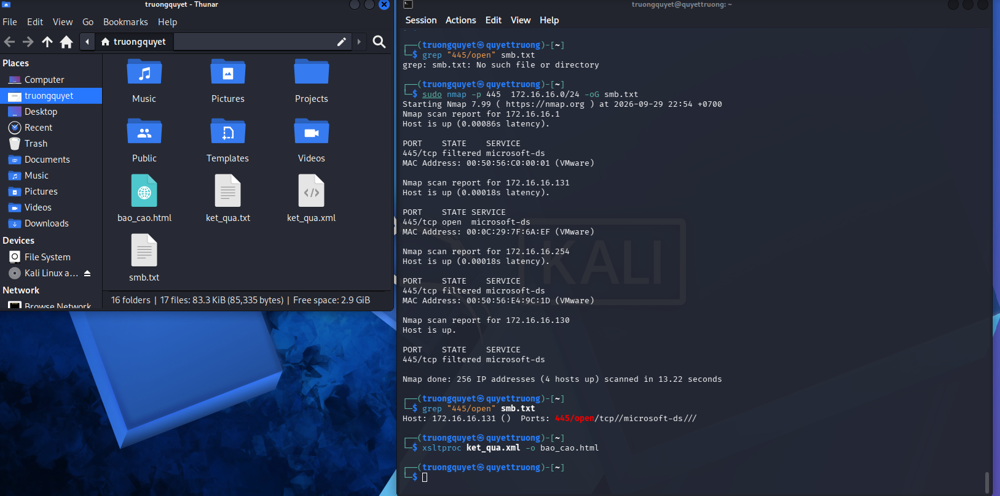 truongquyet - Thunar
File Edit View Go Bookmarks Help
truongquyet
Places
Computer
truongquyet
Desktop
Recent
Trash
Documents
Music
Pictures
Videos
Downloads
Devices
File System
Kali Linux a...
Network
Browse Network
Music
Pictures
Projects
Public
Templates
Videos
bao_cao.html
ket_qua.txt
ket_qua.xml
smb.txt
16 folders | 17 files: 83.3 KiB (85,335 bytes) | Free space: 2.9 GiB
truongquyet@quyettruong: ~
Session Actions Edit View Help
┌──(truongquyet㉿quyettruong)-[~]
└─$ grep "445/open" smb.txt
grep: smb.txt: No such file or directory
┌──(truongquyet㉿quyettruong)-[~]
└─$ sudo nmap -p 445  172.16.16.0/24 -oG smb.txt
Starting Nmap 7.99 ( https://nmap.org ) at 2026-09-29 22:54 +0700
Nmap scan report for 172.16.16.1
Host is up (0.00086s latency).
PORT    STATE    SERVICE
445/tcp filtered microsoft-ds
MAC Address: 00:50:56:C0:00:01 (VMware)
Nmap scan report for 172.16.16.131
Host is up (0.00018s latency).
PORT    STATE SERVICE
445/tcp open  microsoft-ds
MAC Address: 00:0C:29:7F:6A:EF (VMware)
Nmap scan report for 172.16.16.254
Host is up (0.00018s latency).
PORT    STATE    SERVICE
445/tcp filtered microsoft-ds
MAC Address: 00:50:56:E4:9C:1D (VMware)
Nmap scan report for 172.16.16.130
Host is up.
PORT    STATE    SERVICE
445/tcp filtered microsoft-ds
Nmap done: 256 IP addresses (4 hosts up) scanned in 13.22 seconds
┌──(truongquyet㉿quyettruong)-[~]
└─$ grep "445/open" smb.txt
Host: 172.16.16.131 ()  Ports: 445/open/tcp//microsoft-ds///
┌──(truongquyet㉿quyettruong)-[~]
└─$ xsltproc ket_qua.xml -o bao_cao.html
┌──(truongquyet㉿quyettruong)-[~]
└─$
KALI